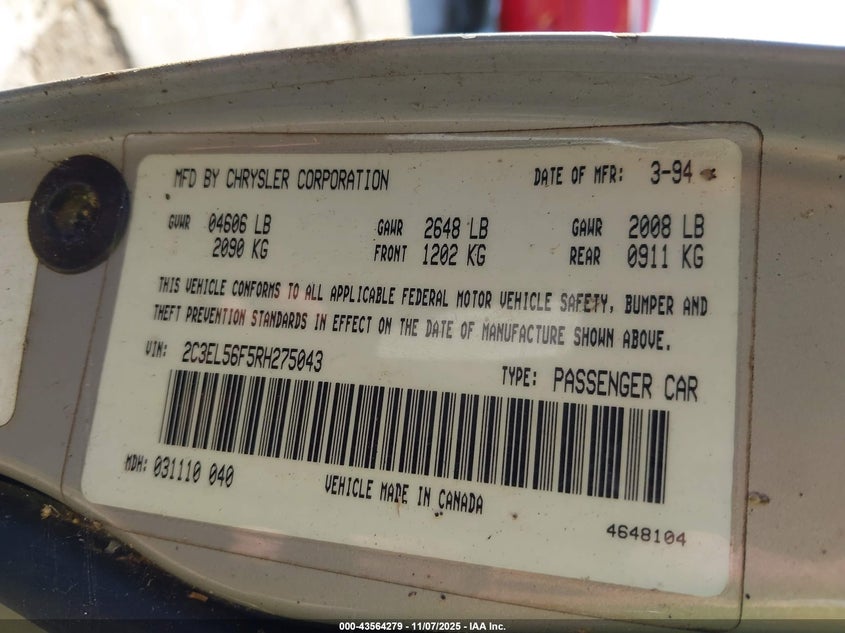 MFD BY CHRYSLER CORPORATION DATE OF MFR: 3-94
GVWR 04606 LB GAWR 2648 LB GAWR 2008 LB
2090 KG FRONT 1202 KG REAR 0911 KG
THIS VEHICLE CONFORMS TO ALL APPLICABLE FEDERAL MOTOR VEHICLE SAFETY, BUMPER AND
THEFT PREVENTION STANDARDS IN EFFECT ON THE DATE OF MANUFACTURE SHOWN ABOVE.
VIN: 2C3EL56F5RH275043 TYPE: PASSENGER CAR
MDH: 031110 040 VEHICLE MADE IN CANADA
4648104
000-43564279 - 11/07/2025 - IAA Inc.